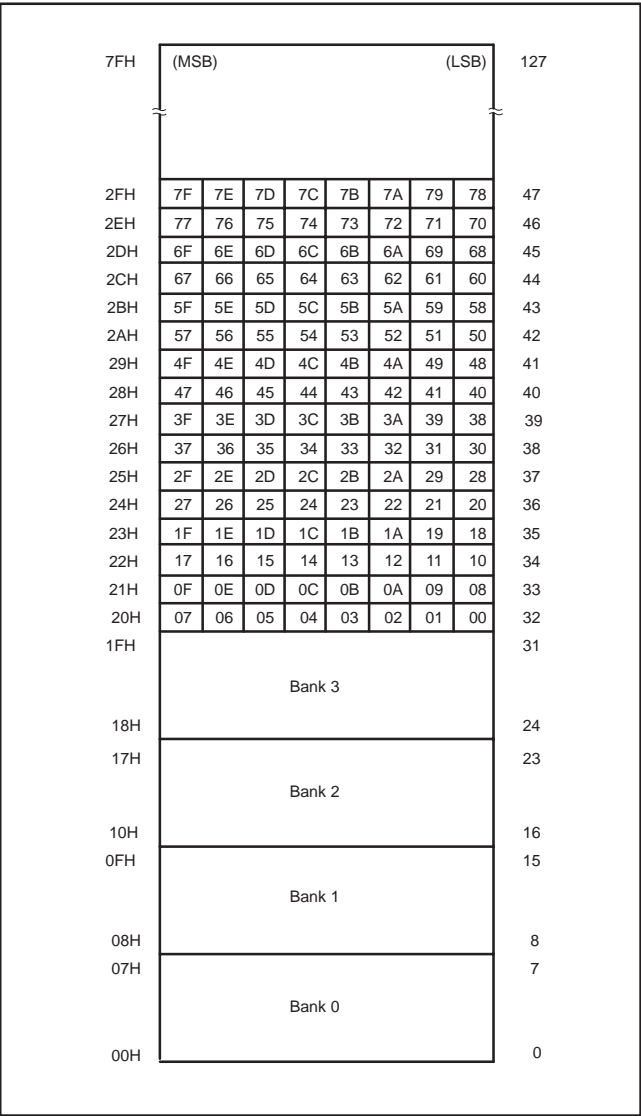 7FH (MSB) (LSB) 127
2FH 7F 7E 7D 7C 7B 7A 79 78 47
2EH 77 76 75 74 73 72 71 70 46
2DH 6F 6E 6D 6C 6B 6A 69 68 45
2CH 67 66 65 64 63 62 61 60 44
2BH 5F 5E 5D 5C 5B 5A 59 58 43
2AH 57 56 55 54 53 52 51 50 42
29H 4F 4E 4D 4C 4B 4A 49 48 41
28H 47 46 45 44 43 42 41 40 40
27H 3F 3E 3D 3C 3B 3A 39 38 39
26H 37 36 35 34 33 32 31 30 38
25H 2F 2E 2D 2C 2B 2A 29 28 37
24H 27 26 25 24 23 22 21 20 36
23H 1F 1E 1D 1C 1B 1A 19 18 35
22H 17 16 15 14 13 12 11 10 34
21H 0F 0E 0D 0C 0B 0A 09 08 33
20H 07 06 05 04 03 02 01 00 32
1FH 31
Bank 3
18H 24
17H 23
Bank 2
10H 16
0FH 15
Bank 1
08H 8
07H 7
Bank 0
00H 0